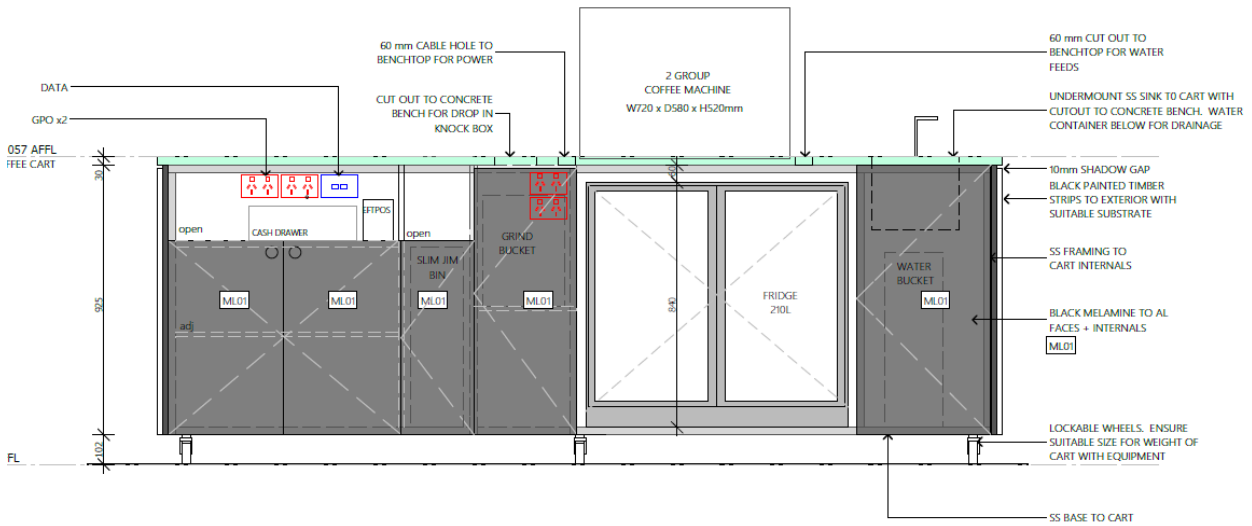 60 mm CABLE HOLE TO
BENCHTOP FOR POWER
2 GROUP
COFFEE MACHINE
W720 x D580 x H520mm
60 mm CUT OUT TO
BENCHTOP FOR WATER
FEEDS
DATA
GPO x2
CUT OUT TO CONCRETE
BENCH FOR DROP IN
KNOCK BOX
UNDERMOUNT SS SINK T0 CART WITH
CUTOUT TO CONCRETE BENCH. WATER
CONTAINER BELOW FOR DRAINAGE
057 AFFL
FFEE CART
30
10mm SHADOW GAP
BLACK PAINTED TIMBER
STRIPS TO EXTERIOR WITH
SUITABLE SUBSTRATE
EFTPOS
open
CASH DRAWER
open
GRIND
BUCKET
SLIM JIM
BIN
WATER
BUCKET
SS FRAMING TO
CART INTERNALS
ML01
ML01
ML01
ML01
ML01
FRIDGE
210L
925
840
adj
BLACK MELAMINE TO AL
FACES + INTERNALS
ML01
102
FL
LOCKABLE WHEELS. ENSURE
SUITABLE SIZE FOR WEIGHT OF
CART WITH EQUIPMENT
SS BASE TO CART